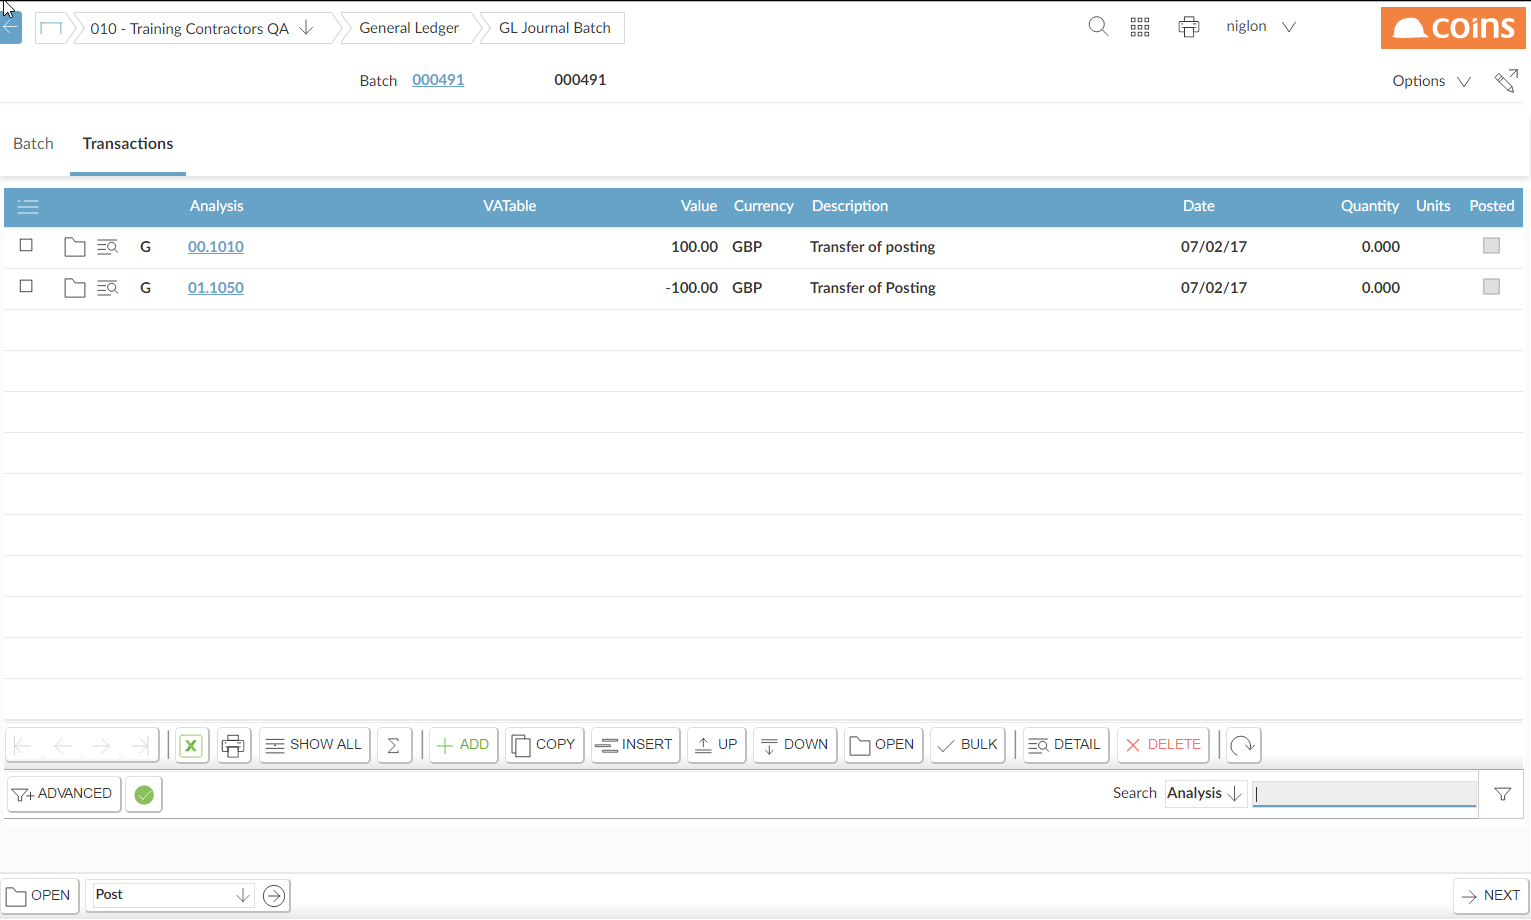 010 - Training Contractors QA General Ledger GL Journal Batch niglon coins
Batch 000491 000491 Options
Batch Transactions
Analysis VATable Value Currency Description Date Quantity Units Posted
G 00.1010 100.00 GBP Transfer of posting 07/02/17 0.000
G 01.1050 -100.00 GBP Transfer of Posting 07/02/17 0.000
X SHOW ALL Σ ADD COPY INSERT UP DOWN OPEN BULK DETAIL DELETE
ADVANCED Search Analysis
OPEN Post NEXT